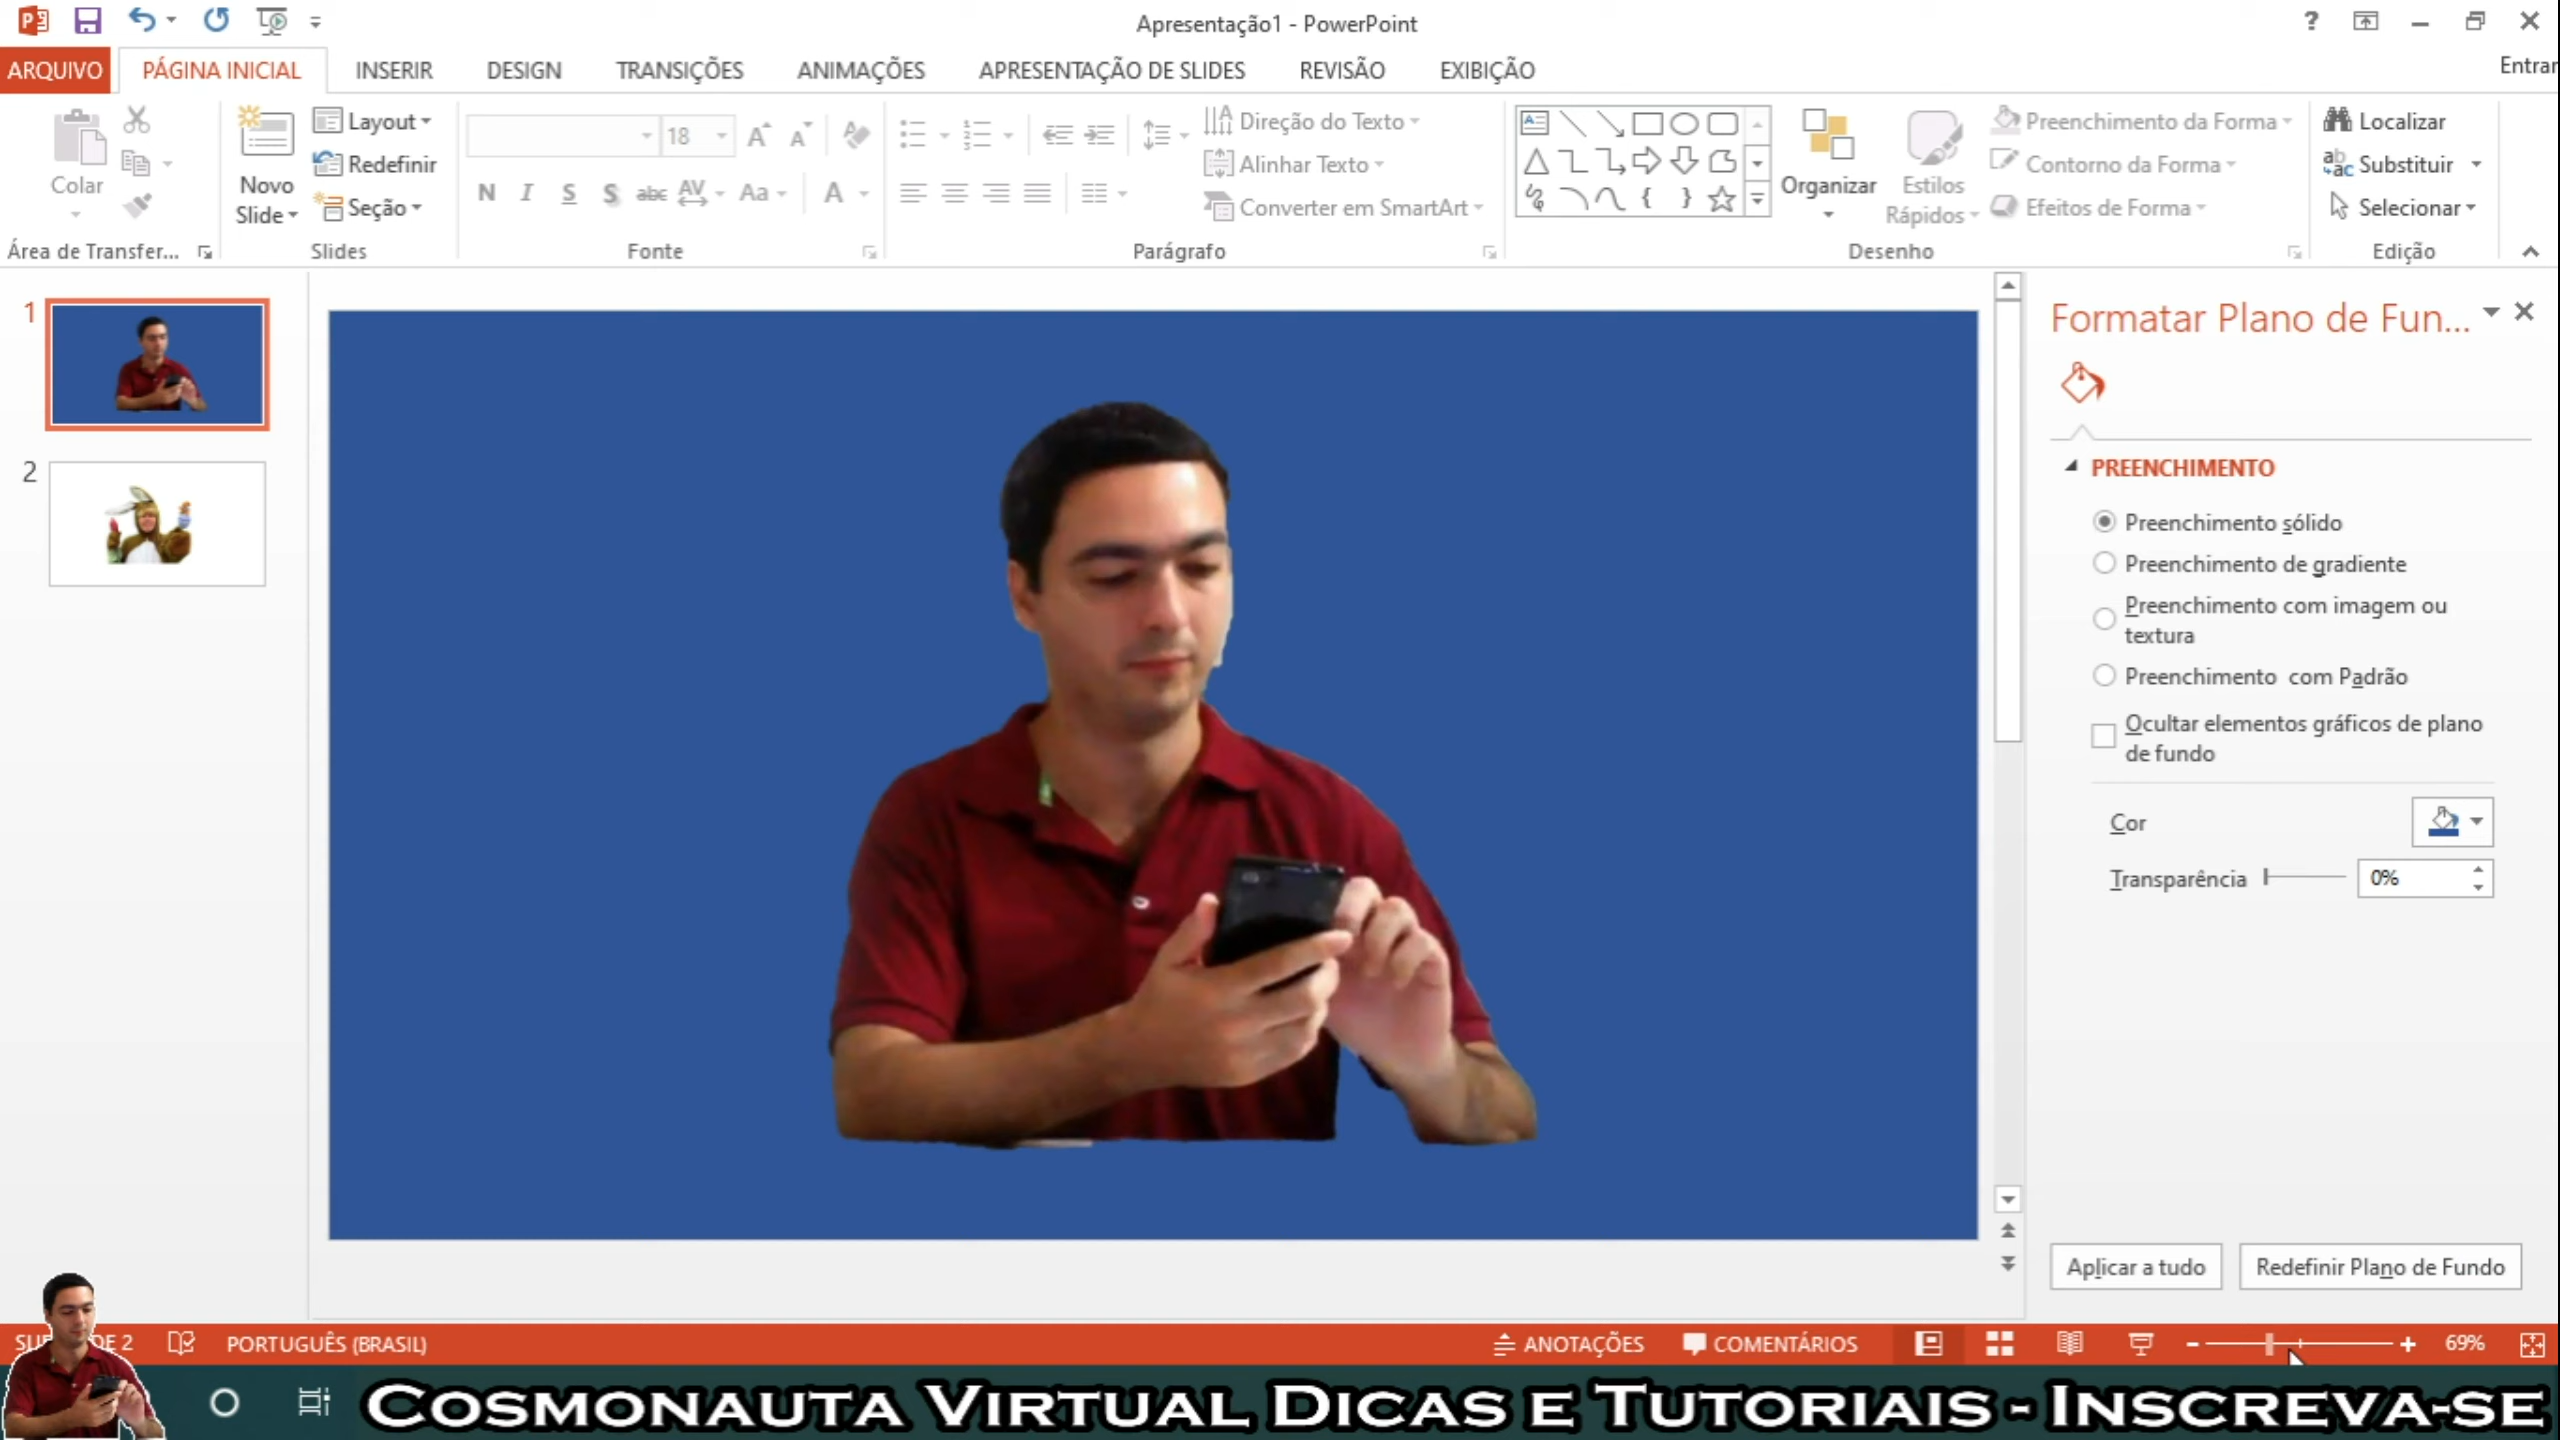 Apresentação1 - PowerPoint
?
ARQUIVO PÁGINA INICIAL INSERIR DESIGN TRANSIÇÕES ANIMAÇÕES APRESENTAÇÃO DE SLIDES REVISÃO EXIBIÇÃO Entrar
Colar
Novo Slide
Layout
Redefinir
Seção
18
N I S S abc AV Aa A
Direção do Texto
Alinhar Texto
Converter em SmartArt
Organizar
Estilos Rápidos
Preenchimento da Forma
Contorno da Forma
Efeitos de Forma
Localizar
Substituir
Selecionar
Área de Transfer... Slides Fonte Parágrafo Desenho Edição
1
2
Formatar Plano de Fun...
PREENCHIMENTO
Preenchimento sólido
Preenchimento de gradiente
Preenchimento com imagem ou
textura
Preenchimento com Padrão
Ocultar elementos gráficos de plano
de fundo
Cor
Transparência 0%
Aplicar a tudo Redefinir Plano de Fundo
DE 2 PORTUGUÊS (BRASIL) ANOTAÇÕES COMENTÁRIOS 69%
Cosmonauta Virtual Dicas e Tutoriais - Inscreva-se